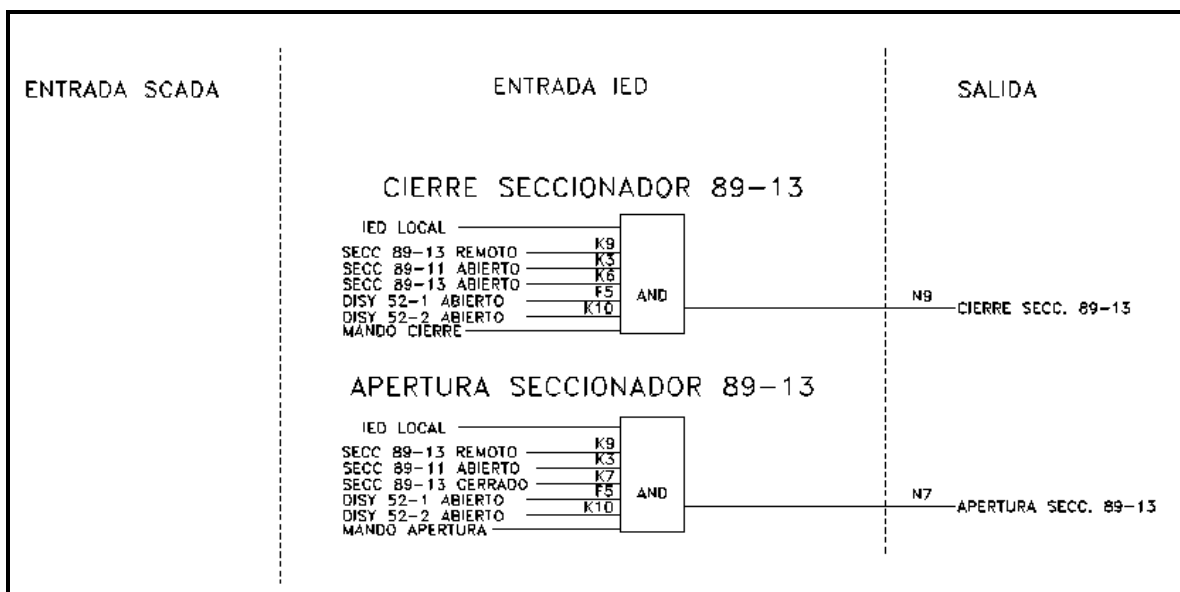 ENTRADA SCADA
ENTRADA IED
SALIDA
CIERRE SECCIONADOR 89-13
IED LOCAL
SECC 89-13 REMOTO K9
SECC 89-11 ABIERTO K3
SECC 89-13 ABIERTO K6
DISY 52-1 ABIERTO F5
DISY 52-2 ABIERTO K10
MANDO CIERRE
AND
N9
CIERRE SECC. 89-13
APERTURA SECCIONADOR 89-13
IED LOCAL
SECC 89-13 REMOTO K9
SECC 89-11 ABIERTO K3
SECC 89-13 CERRADO K7
DISY 52-1 ABIERTO F5
DISY 52-2 ABIERTO K10
MANDO APERTURA
AND
N7
APERTURA SECC. 89-13